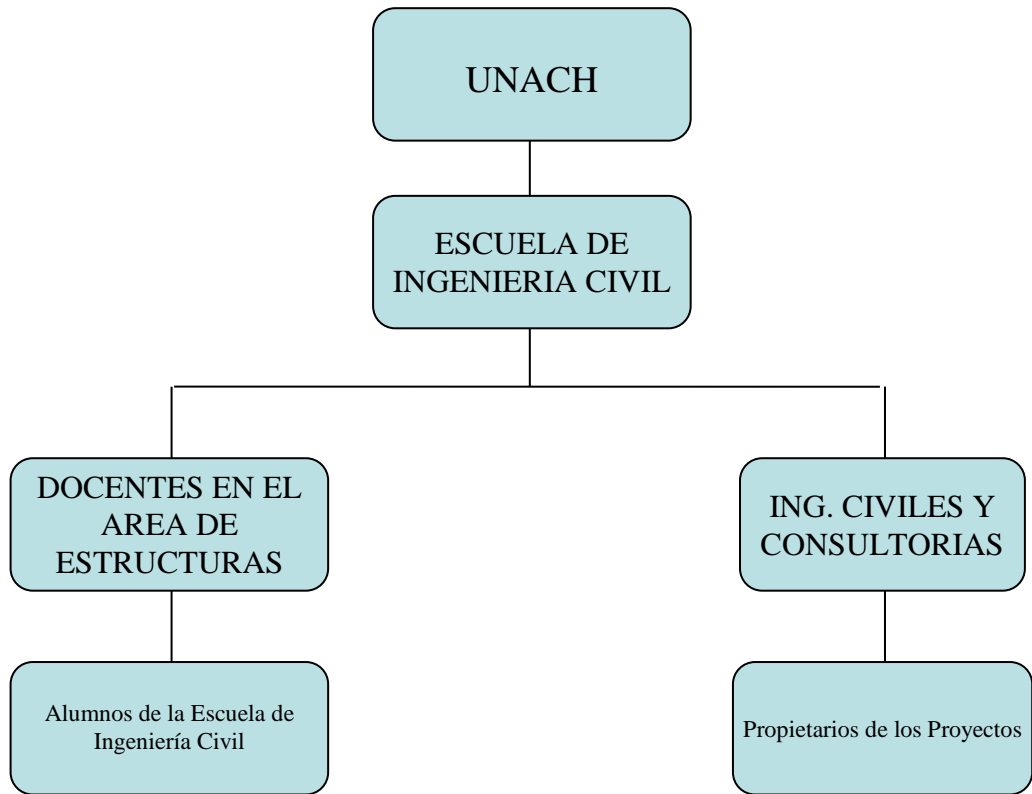 UNACH
ESCUELA DE
INGENIERIA CIVIL
DOCENTES EN EL
AREA DE
ESTRUCTURAS
ING. CIVILES Y
CONSULTORIAS
Alumnos de la Escuela de
Ingeniería Civil
Propietarios de los Proyectos